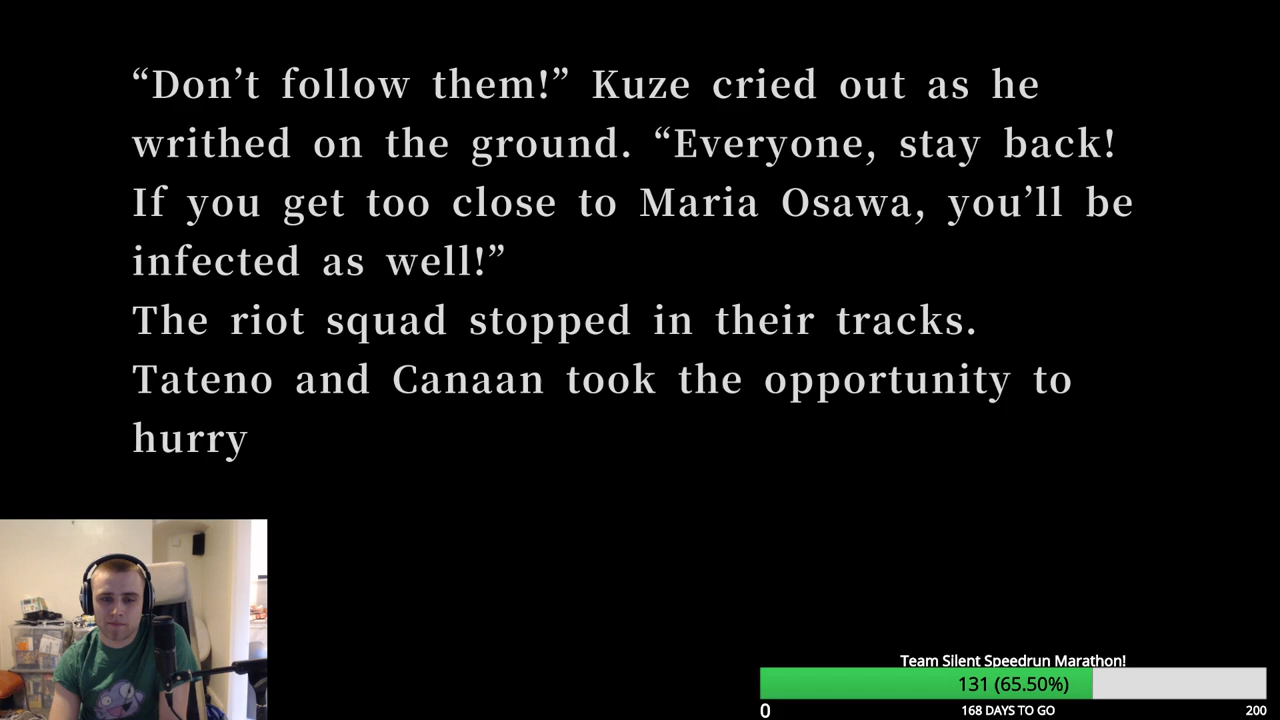 “Don’t follow them!” Kuze cried out as he
writhed on the ground. “Everyone, stay back!
If you get too close to Maria Osawa, you’ll be
infected as well!”
The riot squad stopped in their tracks.
Tateno and Canaan took the opportunity to
hurry
Team Silent Speedrun Marathon!
131 (65.50%)
0 168 DAYS TO GO 200